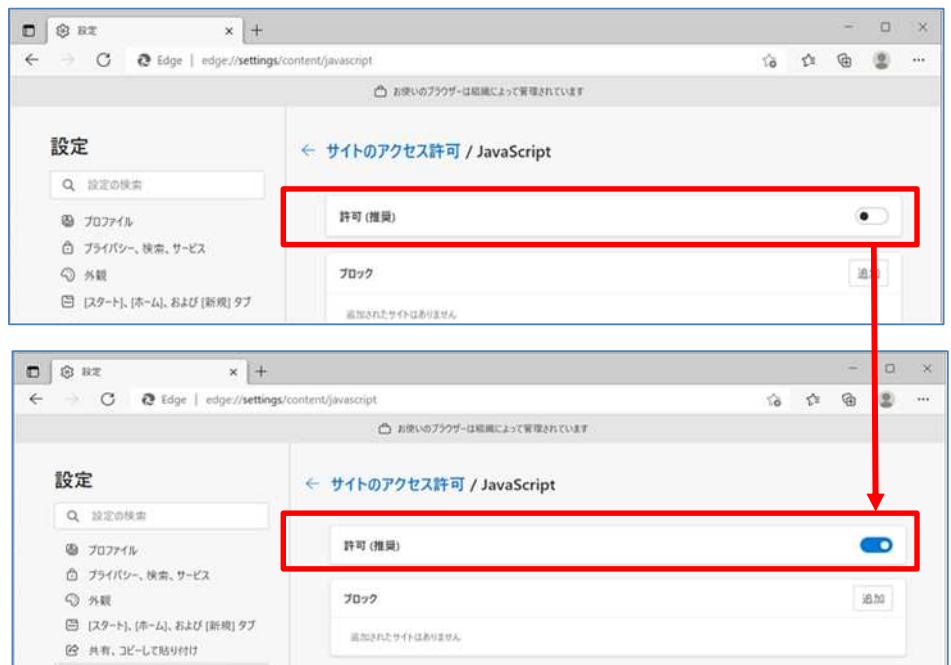 設定
Edge | edge://settings/content/javascript
お使いのブラウザーは組織によって管理されています
設定
サイトのアクセス許可 / JavaScript
設定の検索
許可 (推奨)
プロファイル
プライバシー、検索、サービス
ブロック
追加
外観
[スタート]、[ホーム]、および [新規] タブ
追加されたサイトはありません
設定
Edge | edge://settings/content/javascript
お使いのブラウザーは組織によって管理されています
設定
サイトのアクセス許可 / JavaScript
設定の検索
許可 (推奨)
プロファイル
プライバシー、検索、サービス
外観
ブロック
追加
[スタート]、[ホーム]、および [新規] タブ
追加されたサイトはありません
共有、コピーして貼り付け